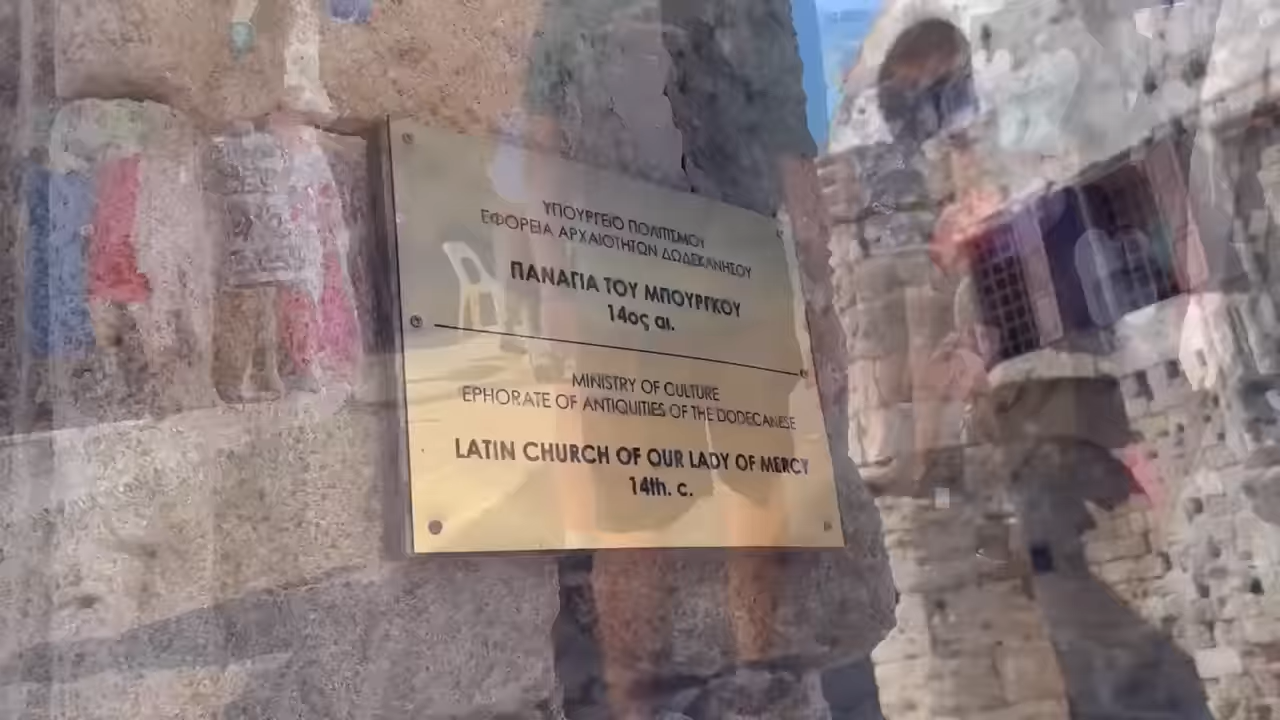 ΥΠΟΥΡΓΕΙΟ ΠΟΛΙΤΙΣΜΟΥ
ΕΦΟΡΕΙΑ ΑΡΧΑΙΟΤΗΤΩΝ ΔΩΔΕΚΑΝΗΣΟΥ
ΠΑΝΑΓΙΑ ΤΟΥ ΜΠΟΥΡΓΚΟΥ
14ος αι.
MINISTRY OF CULTURE
EPHORATE OF ANTIQUITIES OF THE DODECANESE
LATIN CHURCH OF OUR LADY OF MERCY
14th. c.